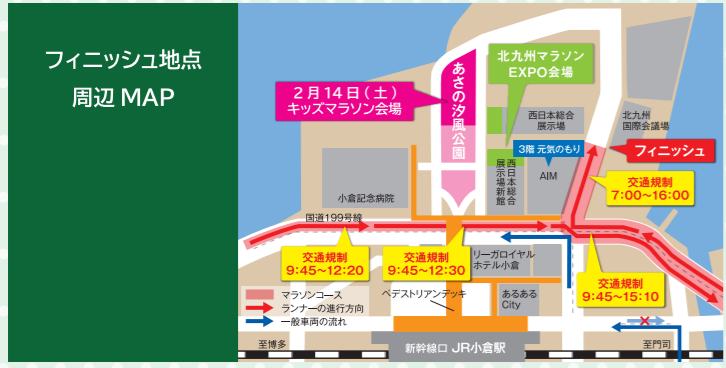 フィニッシュ地点
周辺 MAP
2月14日(土)
キッズマラソン会場
あさの汐風公園
北九州マラソン
EXPO会場
西日本総合
展示場
北九州
国際会議場
3階 元気のもり
フィニッシュ
西日本総合
展示場新館
AIM
交通規制
7:00~16:00
小倉記念病院
国道199号線
交通規制
9:45~12:20
交通規制
9:45~12:30
リーガロイヤル
ホテル小倉
交通規制
9:45~15:10
マラソンコース
ランナーの進行方向
一般車両の流れ
ペデストリアンデッキ
あるある
City
至博多
新幹線口 JR小倉駅
至門司